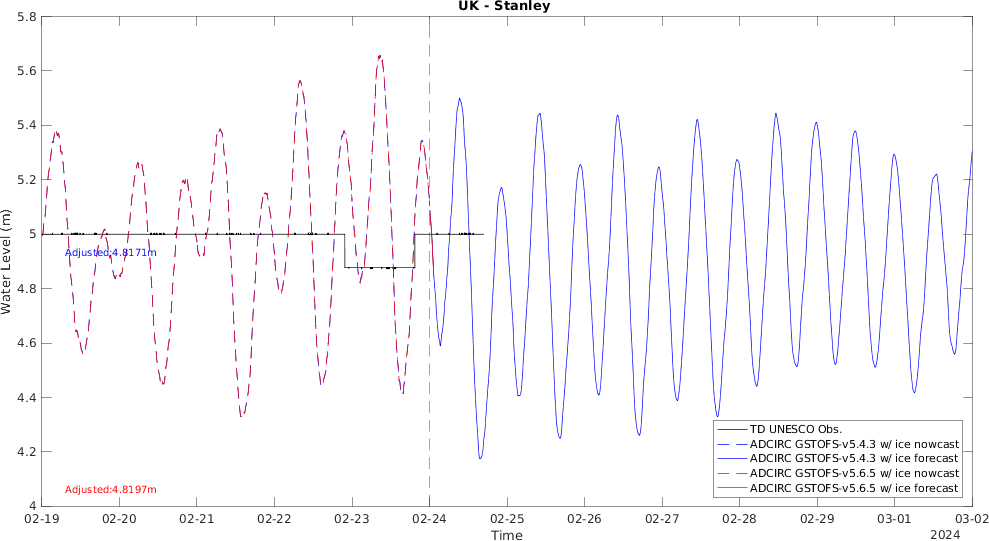 UK - Stanley
5.8
5.6
5.4
5.2
5
4.8
4.6
4.4
4.2
4
Water Level (m)
Adjusted:4.8171m
Adjusted:4.8197m
TD UNESCO Obs.
ADCIRC GSTOFS-v5.4.3 w/ ice nowcast
ADCIRC GSTOFS-v5.4.3 w/ ice forecast
ADCIRC GSTOFS-v5.6.5 w/ ice nowcast
ADCIRC GSTOFS-v5.6.5 w/ ice forecast
02-19 02-20 02-21 02-22 02-23 02-24 02-25 02-26 02-27 02-28 02-29 03-01 03-02
Time
2024